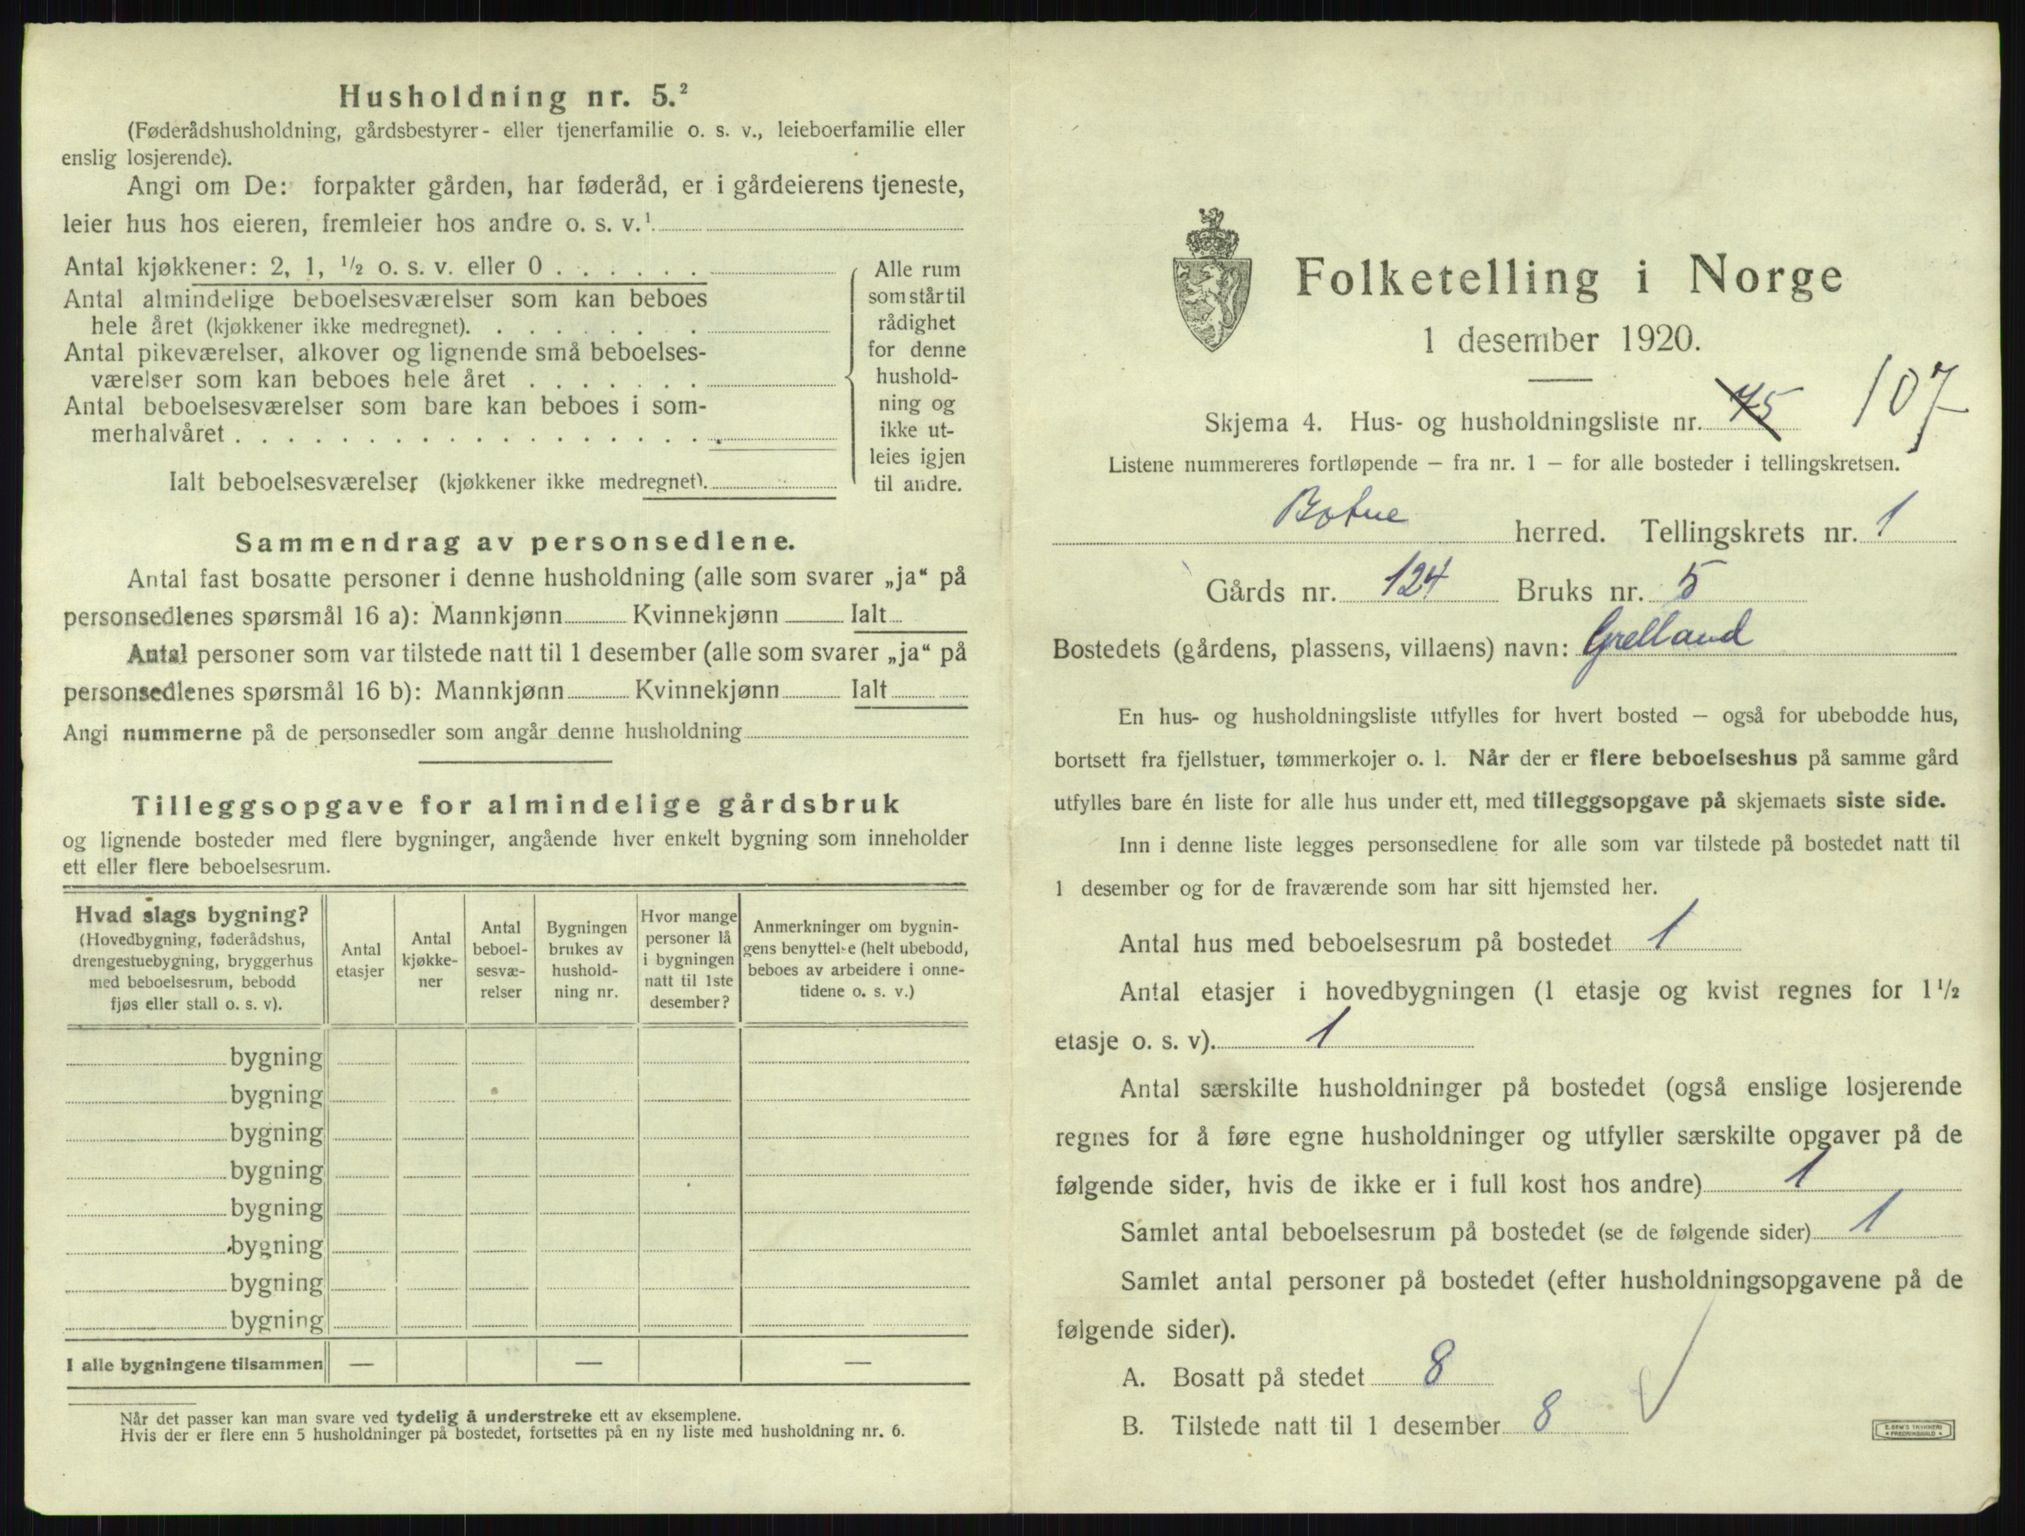 Husholdning nr. 5.²
(Føderådshusholdning, gårdsbestyrer- eller tjenerfamilie o. s. v., leieboerfamilie eller
enslig losjerende).
Angi om De: forpakter gården, har føderåd, er i gårdeierens tjeneste,
leier hus hos eieren, fremleier hos andre o. s. v.¹
Antal kjøkkener: 2, 1, ½ o. s. v. eller 0 . . . . . .
Antal almindelige beboelsesværelser som kan beboes
hele året (kjøkkener ikke medregnet). . . . . . . . .
Antal pikeværelser, alkover og lignende små beboelses-
værelser som kan beboes hele året . . . . . . .
Antal beboelsesværelser som bare kan beboes i som-
merhalvåret . . . . . . . . . . . . . . . . . .
Ialt beboelsesværelser (kjøkkener ikke medregnet).
Alle rum
som står til
rådighet
for denne
hushold-
ning og
ikke ut-
leies igjen
til andre.
Sammendrag av personsedlene.
Antal fast bosatte personer i denne husholdning (alle som svarer „ja“ på
personsedlenes spørsmål 16 a): Mannkjønn Kvinnekjønn Ialt
Antal personer som var tilstede natt til 1 desember (alle som svarer „ja“ på
personsedlenes spørsmål 16 b): Mannkjønn Kvinnekjønn Ialt
Angi nummerne på de personsedler som angår denne husholdning
Tilleggsopgave for almindelige gårdsbruk
og lignende bosteder med flere bygninger, angående hver enkelt bygning som inneholder
ett eller flere beboelsesrum.
Hvad slags bygning?
(Hovedbygning, føderådshus,
drengestuebygning, bryggerhus
med beboelsesrum, bebodd
fjøs eller stall o. s. v).
Antal
etasjer
Antal
kjøkke-
ner
Antal
beboel-
sesvæ-
relser
Bygningen
brukes av
hushold-
ning nr.
Hvor mange
personer lå
i bygningen
natt til 1ste
desember?
Anmerkninger om bygnin-
gens benyttelse (helt ubebodd,
beboes av arbeidere i onne-
tidene o. s. v.)
bygning
bygning
bygning
bygning
bygning
bygning
bygning
bygning
I alle bygningene tilsammen — — —
Når det passer kan man svare ved tydelig å understreke ett av eksemplene.
Hvis der er flere enn 5 husholdninger på bostedet, fortsettes på en ny liste med husholdning nr. 6.
Folketelling i Norge
1 desember 1920.
Skjema 4. Hus- og husholdningsliste nr. 75 107
Listene nummereres fortløpende – fra nr. 1 – for alle bosteder i tellingskretsen.
Botne herred. Tellingskrets nr. 1
Gårds nr. 124 Bruks nr. 5
Bostedets (gårdens, plassens, villaens) navn: Grelland
En hus- og husholdningsliste utfylles for hvert bosted – også for ubebodde hus,
bortsett fra fjellstuer, tømmerkojer o. l. Når der er flere beboelseshus på samme gård
utfylles bare én liste for alle hus under ett, med tilleggsopgave på skjemaets siste side.
Inn i denne liste legges personsedlene for alle som var tilstede på bostedet natt til
1 desember og for de fraværende som har sitt hjemsted her.
Antal hus med beboelsesrum på bostedet 1
Antal etasjer i hovedbygningen (1 etasje og kvist regnes for 1½
etasje o. s. v). 1
Antal særskilte husholdninger på bostedet (også enslige losjerende
regnes for å føre egne husholdninger og utfyller særskilte opgaver på de
følgende sider, hvis de ikke er i full kost hos andre) 1
Samlet antal beboelsesrum på bostedet (se de følgende sider) 1
Samlet antal personer på bostedet (efter husholdningsopgavene på de
følgende sider).
A. Bosatt på stedet 8
B. Tilstede natt til 1 desember 8